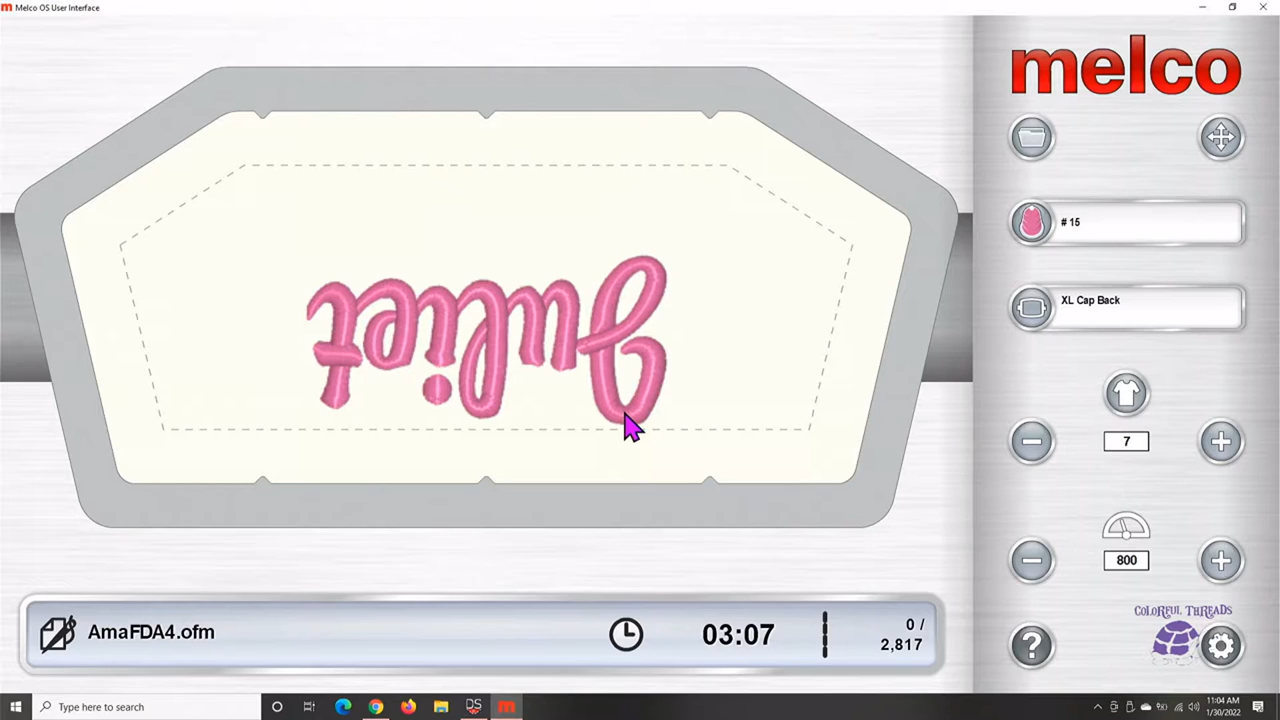 Melco OS User Interface
melco
# 15
XL Cap Back
Juliet
7
800
COLORFUL THREADS
AmaFDA4.ofm
03:07
0 /
2,817
?
Type here to search
DS
11:04 AM
1/30/2022